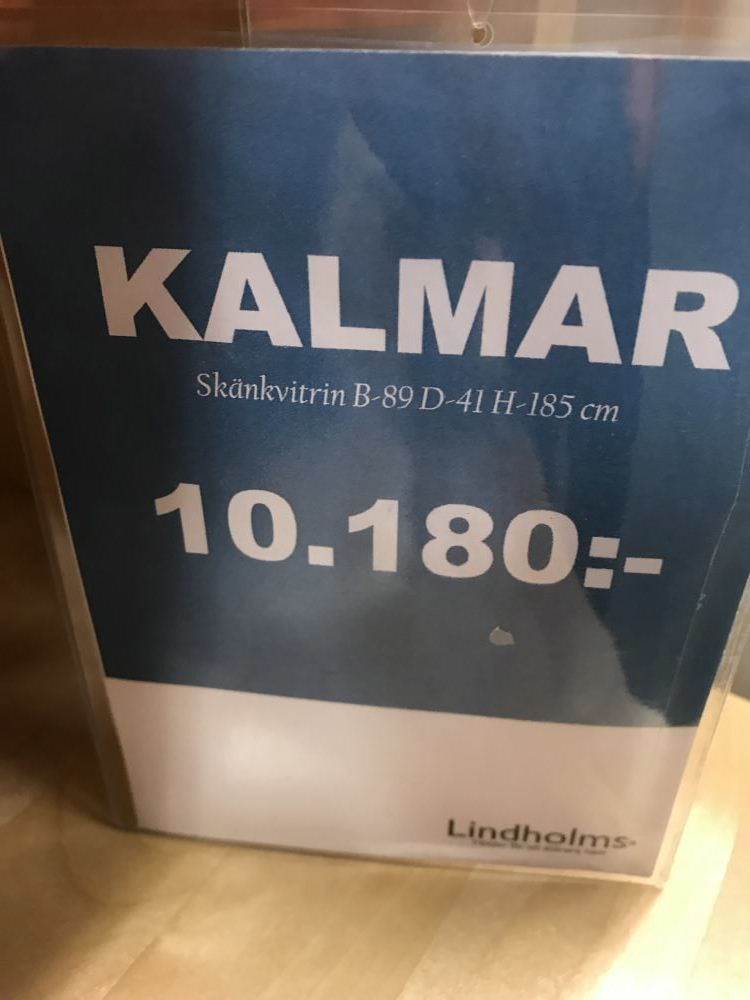 KALMAR
Skänkvitrin B-89 D-41 H-185 cm
10.180:-
Lindholms